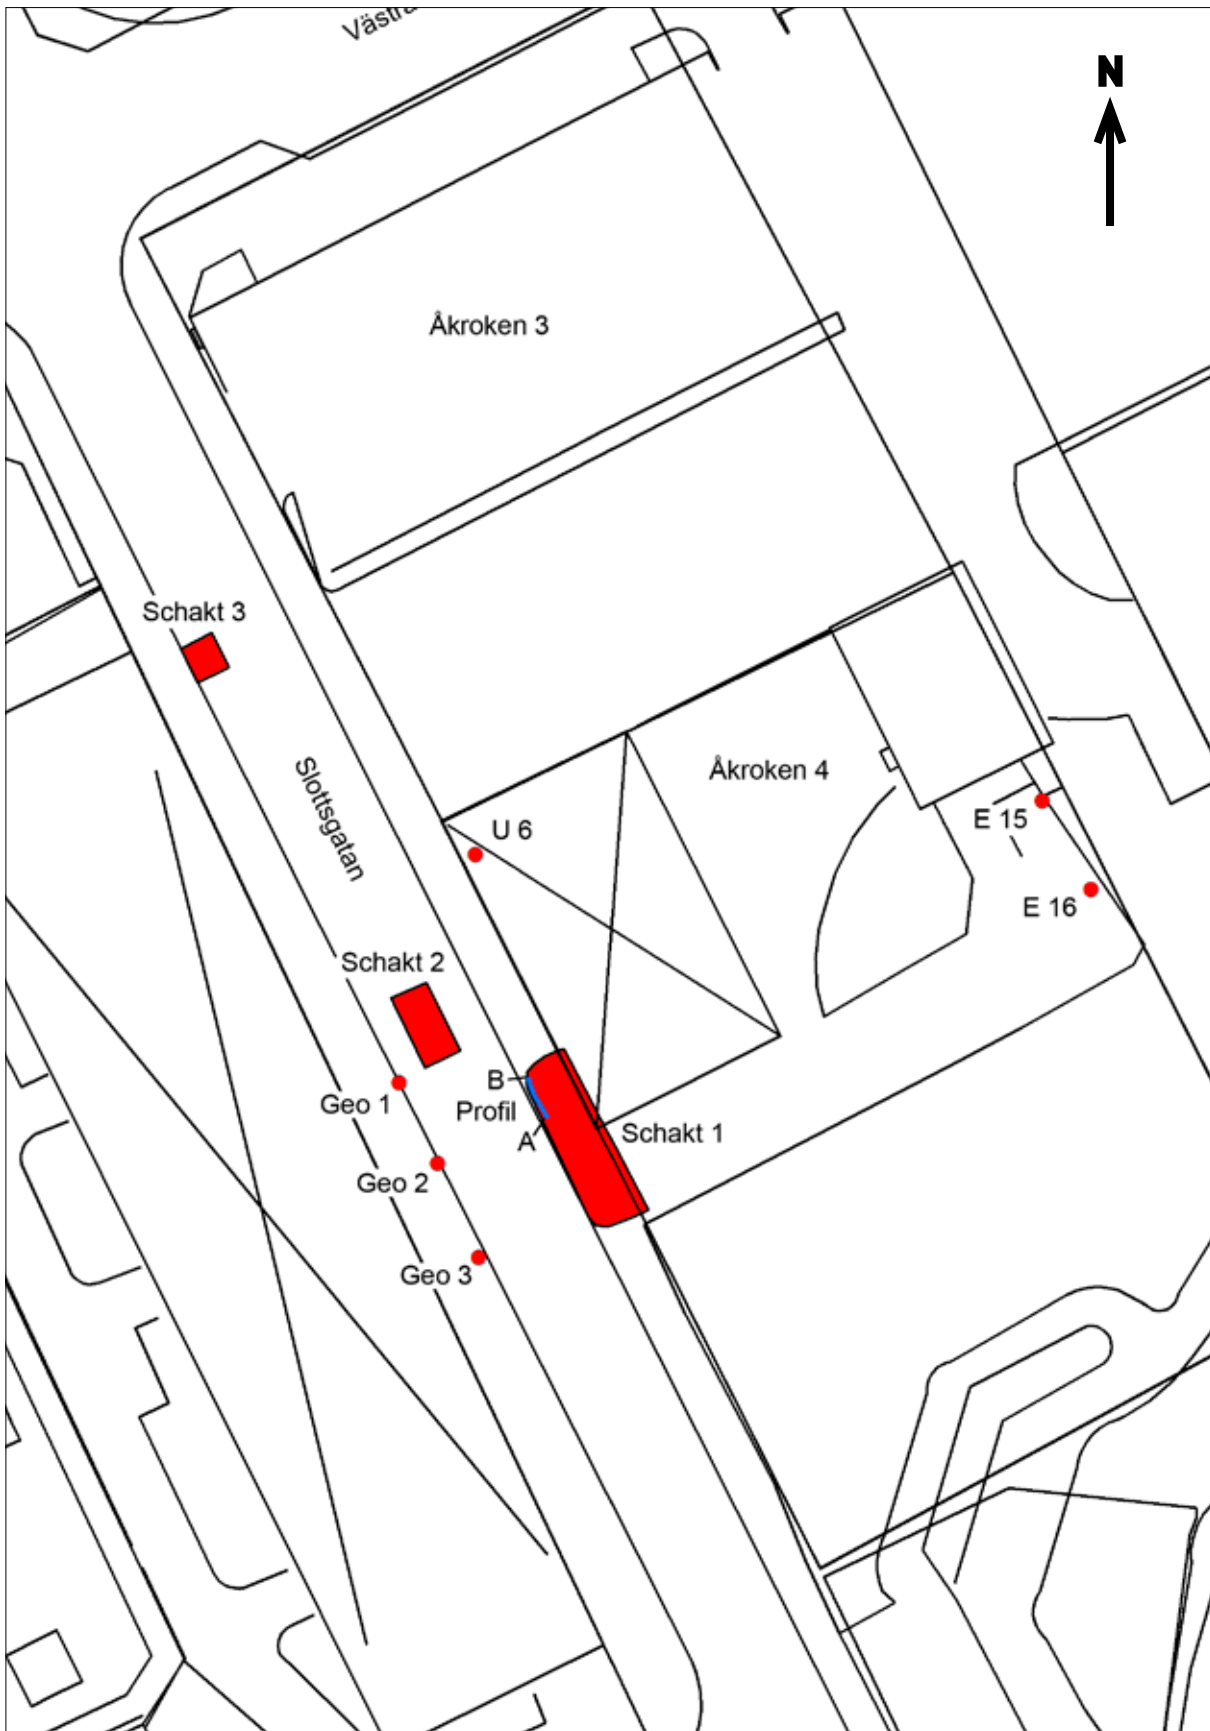 N
Åkroken 3
Schakt 3
Slottsgatan
Åkroken 4
U 6
E 15
E 16
Schakt 2
B
Geo 1
Profil
A
Schakt 1
Geo 2
Geo 3